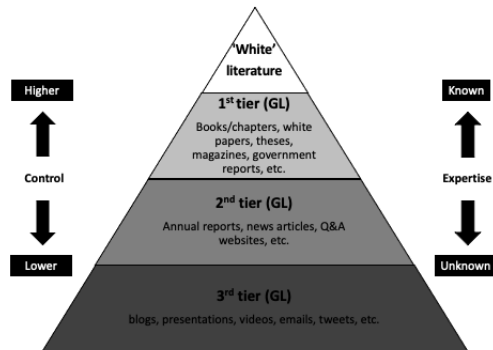 'White'
literature
Higher
Known
1st tier (GL)
Books/chapters, white
papers, theses,
magazines, government
reports, etc.
Control
Expertise
2nd tier (GL)
Annual reports, news articles, Q&A
websites, etc.
Lower
Unknown
3rd tier (GL)
blogs, presentations, videos, emails, tweets, etc.